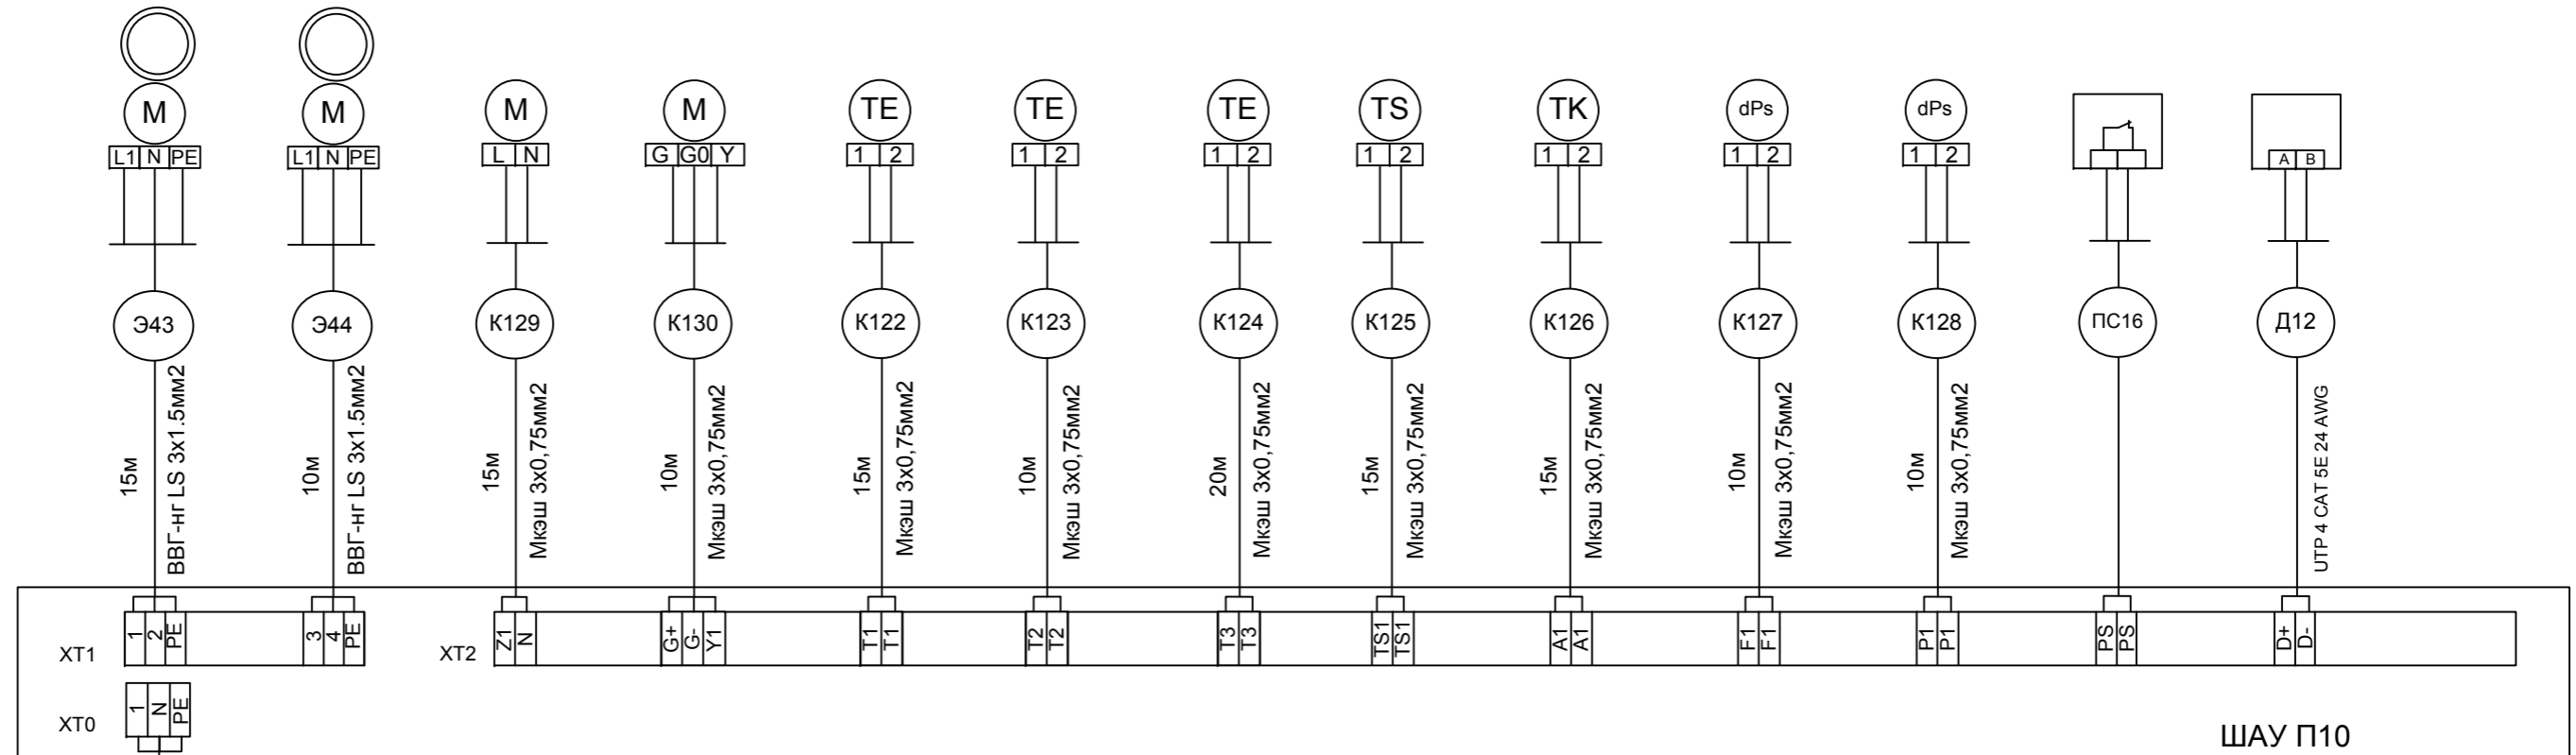 M M M M TE TE TE TS TK dPs dPs
L1 N PE L1 N PE L N G G0 Y 1 2 1 2 1 2 1 2 1 2 1 2 1 2 A B
Э43 Э44 К129 К130 К122 К123 К124 К125 К126 К127 К128 ПС16 Д12
15м
ВВГ-нг LS 3х1.5мм2
10м
ВВГ-нг LS 3х1.5мм2
15м
Мкэш 3х0,75мм2
10м
Мкэш 3х0,75мм2
15м
Мкэш 3х0,75мм2
10м
Мкэш 3х0,75мм2
20м
Мкэш 3х0,75мм2
15м
Мкэш 3х0,75мм2
15м
Мкэш 3х0,75мм2
10м
Мкэш 3х0,75мм2
10м
Мкэш 3х0,75мм2
UTP 4 CAT 5E 24 AWG
XT1 1 2 PE 3 4 PE XT2 Z1 N G+ G- Y1 T1 T1 T2 T2 T3 T3 TS1 TS1 A1 A1 F1 F1 P1 P1 PS PS D+ D-
XT0 1 N PE
ШАУ П10